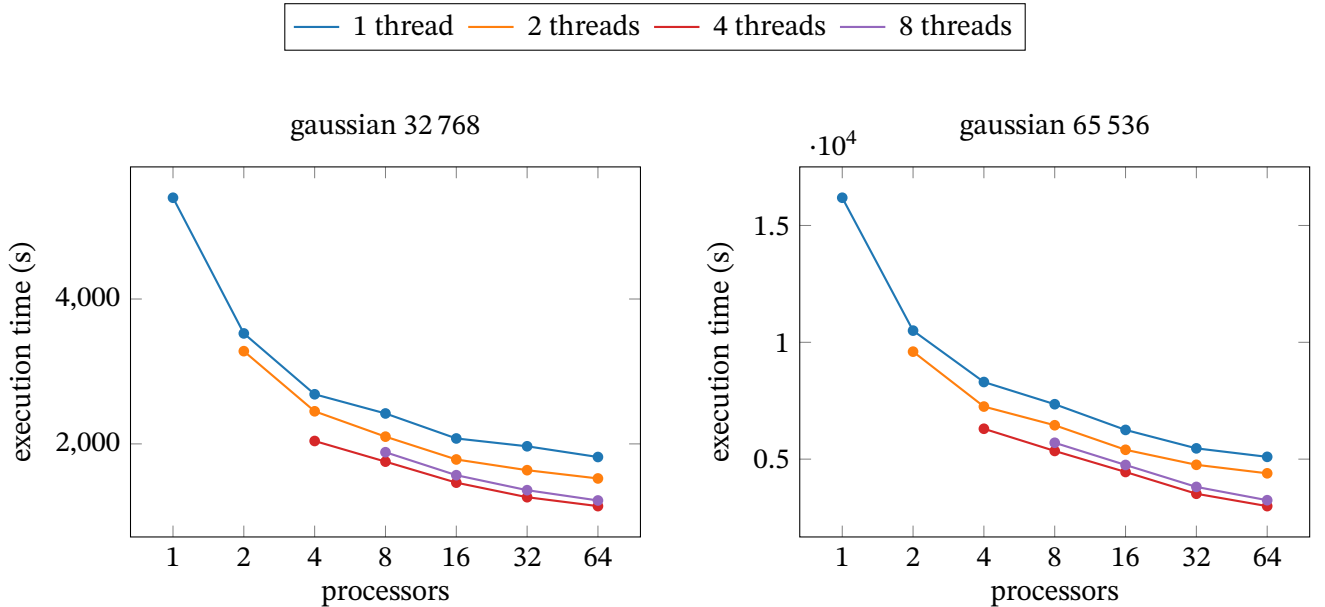 1 thread 2 threads 4 threads 8 threads
gaussian 32 768
execution time (s)
4,000
2,000
1 2 4 8 16 32 64
processors
gaussian 65 536
·10⁴
execution time (s)
1.5
1
0.5
1 2 4 8 16 32 64
processors